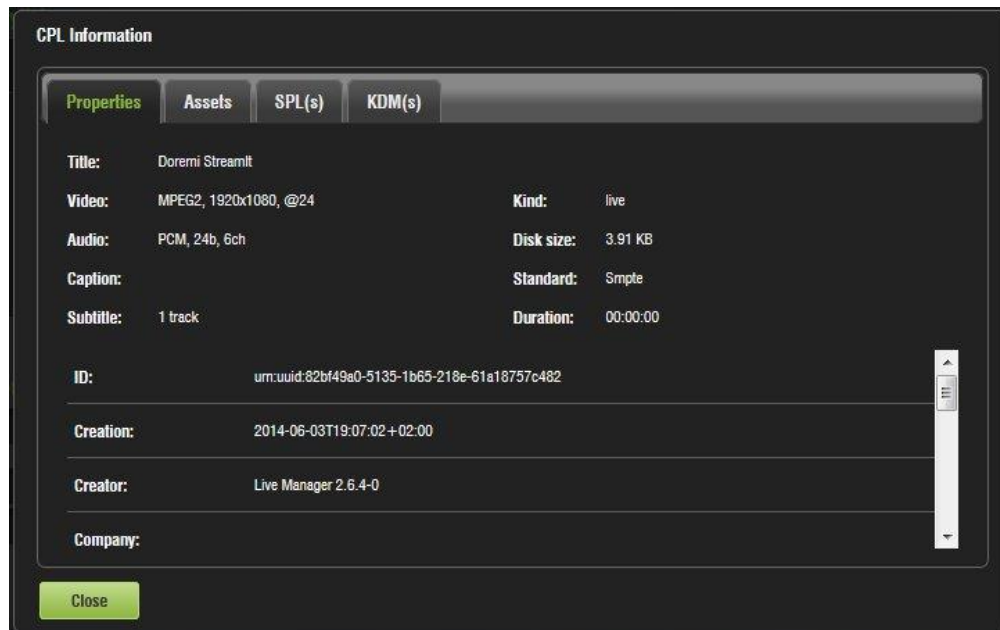 CPL Information
Properties Assets SPL(s) KDM(s)
Title: Doremi StreamIt
Video: MPEG2, 1920x1080, @24 Kind: live
Audio: PCM, 24b, 6ch Disk size: 3.91 KB
Caption: Standard: Smpte
Subtitle: 1 track Duration: 00:00:00
ID: urn:uuid:82bf49a0-5135-1b65-218e-61a18757c482
Creation: 2014-06-03T19:07:02+02:00
Creator: Live Manager 2.6.4-0
Company:
Close